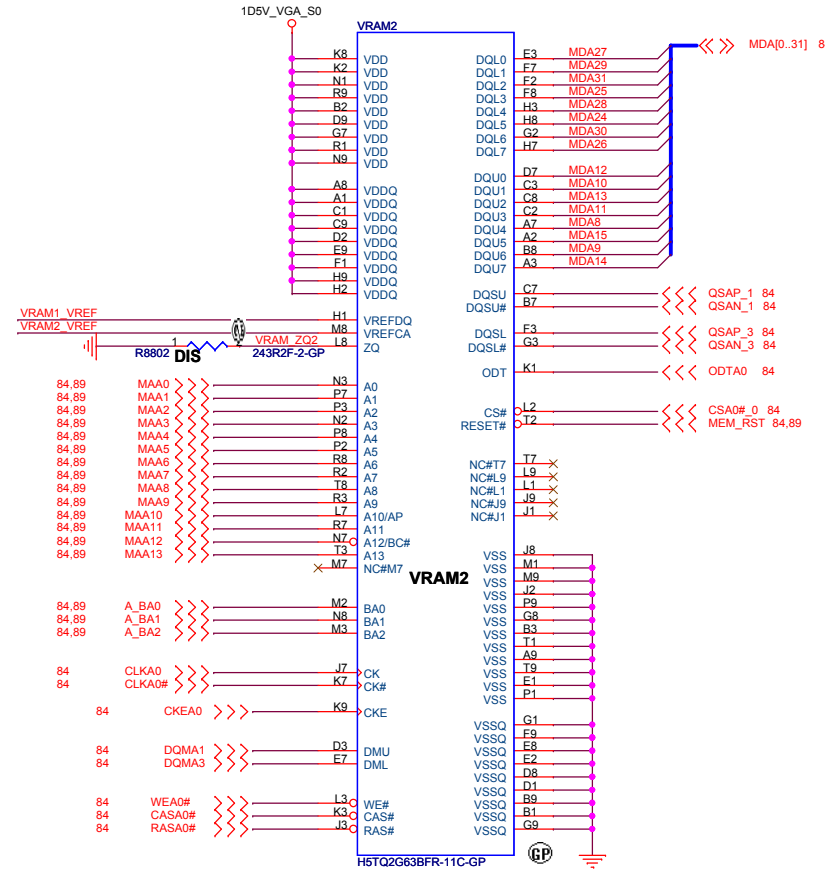 1D5V_VGA_S0
VRAM2
K8 VDD DQL0 E3 MDA27 MDA[0..31] 8
K2 VDD DQL1 F7 MDA29
N1 VDD DQL2 F2 MDA31
R9 VDD DQL3 F8 MDA25
B2 VDD DQL4 H3 MDA28
D9 VDD DQL5 H8 MDA24
G7 VDD DQL6 G2 MDA30
R1 VDD DQL7 H7 MDA26
N9 VDD
DQU0 D7 MDA12
A8 VDDQ DQU1 C3 MDA10
A1 VDDQ DQU2 C8 MDA13
C1 VDDQ DQU3 C2 MDA11
C9 VDDQ DQU4 A7 MDA8
D2 VDDQ DQU5 A2 MDA15
E9 VDDQ DQU6 B8 MDA9
F1 VDDQ DQU7 A3 MDA14
H9 VDDQ
H2 VDDQ DQSU C7 QSAP_1 84
DQSU# B7 QSAN_1 84
VRAM1_VREF H1 VREFDQ
VRAM2_VREF M8 VREFCA DQSL F3 QSAP_3 84
R8802 1 DIS VRAM_ZQ2 243R2F-2-GP L8 ZQ DQSL# G3 QSAN_3 84
ODT K1 ODTA0 84
84,89 MAA0 N3 A0
84,89 MAA1 P7 A1
84,89 MAA2 P3 A2 CS# L2 CSA0#_0 84
84,89 MAA3 N2 A3 RESET# T2 MEM_RST 84,89
84,89 MAA4 P8 A4
84,89 MAA5 P2 A5
84,89 MAA6 R8 A6 NC#T7 T7
84,89 MAA7 R2 A7 NC#L9 L9
84,89 MAA8 T8 A8 NC#L1 L1
84,89 MAA9 R3 A9 NC#J9 J9
84,89 MAA10 L7 A10/AP NC#J1 J1
84,89 MAA11 R7 A11
84,89 MAA12 N7 A12/BC#
84,89 MAA13 T3 A13 VSS J8
M7 NC#M7 VSS M1
VRAM2 VSS M9
VSS J2
84,89 A_BA0 M2 BA0 VSS P9
84,89 A_BA1 N8 BA1 VSS G8
84,89 A_BA2 M3 BA2 VSS B3
VSS T1
VSS A9
84 CLKA0 J7 CK VSS T9
84 CLKA0# K7 CK# VSS E1
VSS P1
84 CKEA0 K9 CKE
VSSQ G1
VSSQ F9
84 DQMA1 D3 DMU VSSQ E8
84 DQMA3 E7 DML VSSQ E2
VSSQ D8
VSSQ D1
84 WEA0# L3 WE# VSSQ B9
84 CASA0# K3 CAS# VSSQ B1
84 RASA0# J3 RAS# VSSQ G9
H5TQ2G63BFR-11C-GP GP